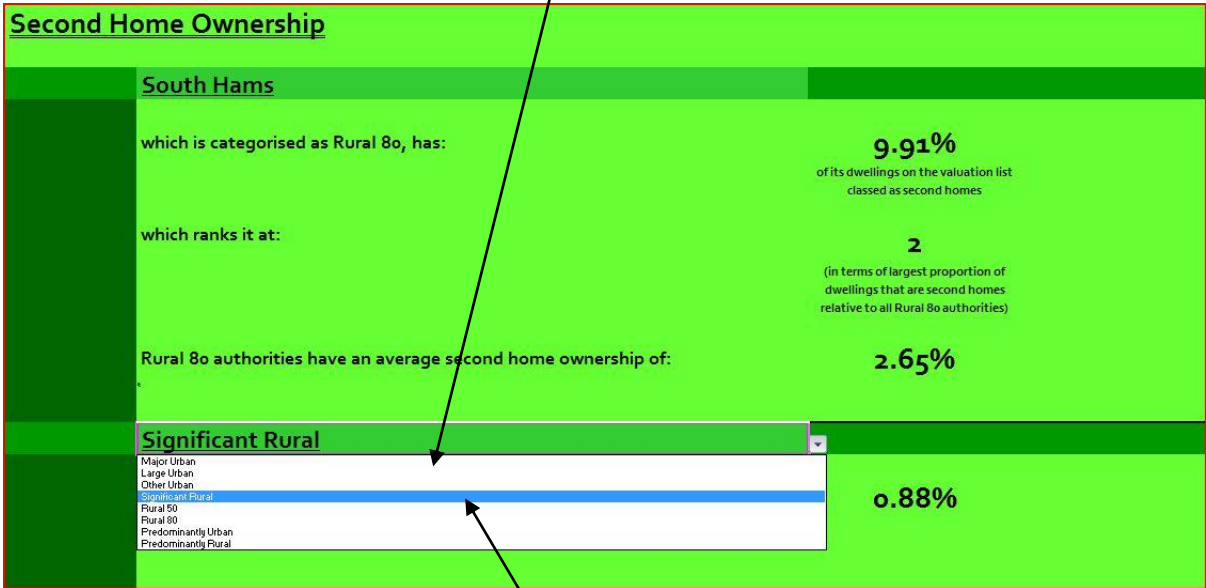 Second Home Ownership
South Hams
which is categorised as Rural 80, has:
9.91%
of its dwellings on the valuation list
classed as second homes
which ranks it at:
2
(in terms of largest proportion of
dwellings that are second homes
relative to all Rural 80 authorities)
Rural 80 authorities have an average second home ownership of:
2.65%
Significant Rural
Major Urban
Large Urban
Other Urban
Significant Rural
Rural 50
Rural 80
Predominantly Urban
Predominantly Rural
0.88%